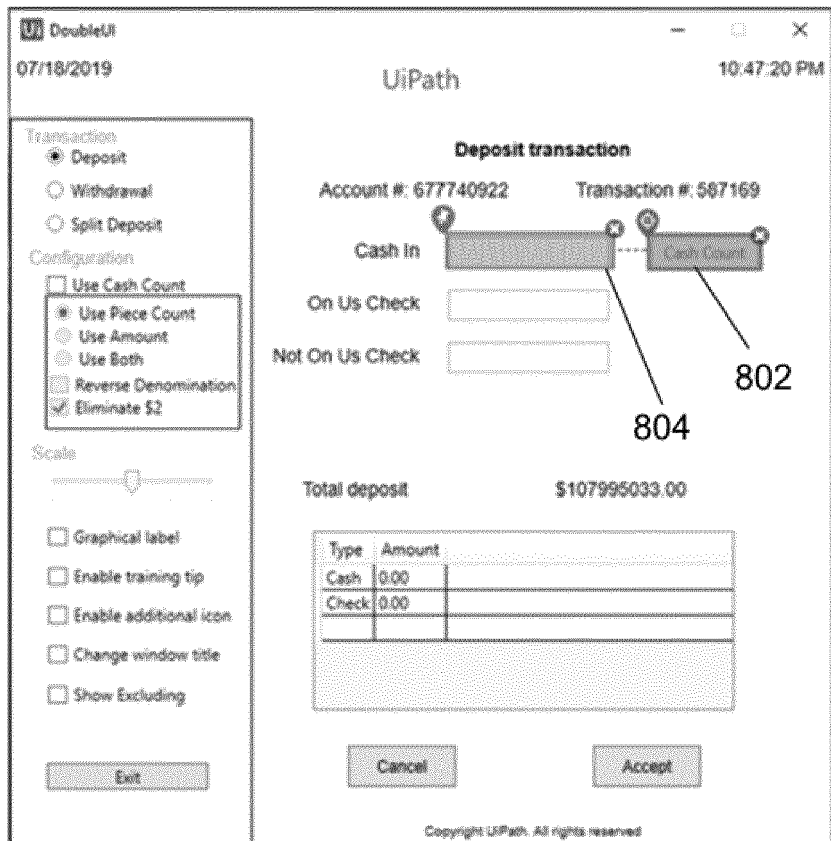 Ui DoubleUI
07/18/2019
UiPath
10:47:20 PM
Transaction
Deposit
Withdrawal
Split Deposit
Configuration
Use Cash Count
Use Piece Count
Use Amount
Use Both
Reverse Denomination
Eliminate $2
Scale
Graphical label
Enable training tip
Enable additional icon
Change window title
Show Excluding
Exit
Deposit transaction
Account #: 677740922 Transaction #: 587169
Cash In
Cash Count
On Us Check
Not On Us Check
802
804
Total deposit $107995033.00
Type Amount
Cash 0.00
Check 0.00
Cancel Accept
Copyright UiPath. All rights reserved